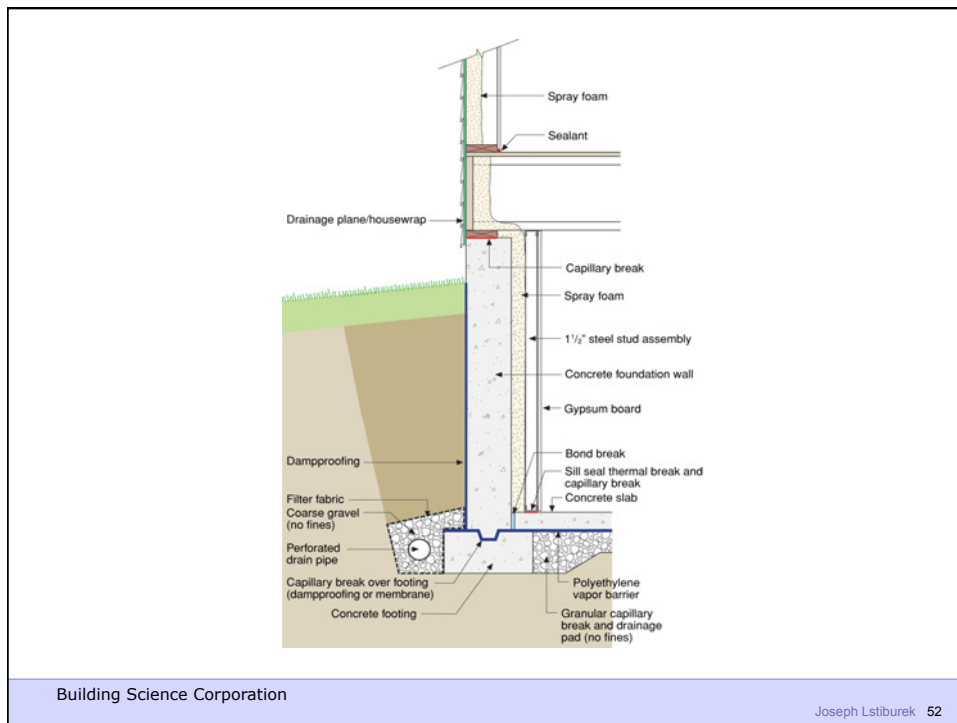 Spray foam
Sealant
Drainage plane/housewrap
Capillary break
Spray foam
1 1/2" steel stud assembly
Concrete foundation wall
Gypsum board
Dampproofing
Bond break
Sill seal thermal break and
capillary break
Concrete slab
Filter fabric
Coarse gravel
(no fines)
Perforated
drain pipe
Capillary break over footing
(dampproofing or membrane)
Concrete footing
Polyethylene
vapor barrier
Granular capillary
break and drainage
pad (no fines)
Building Science Corporation
Joseph Lstiburek 52